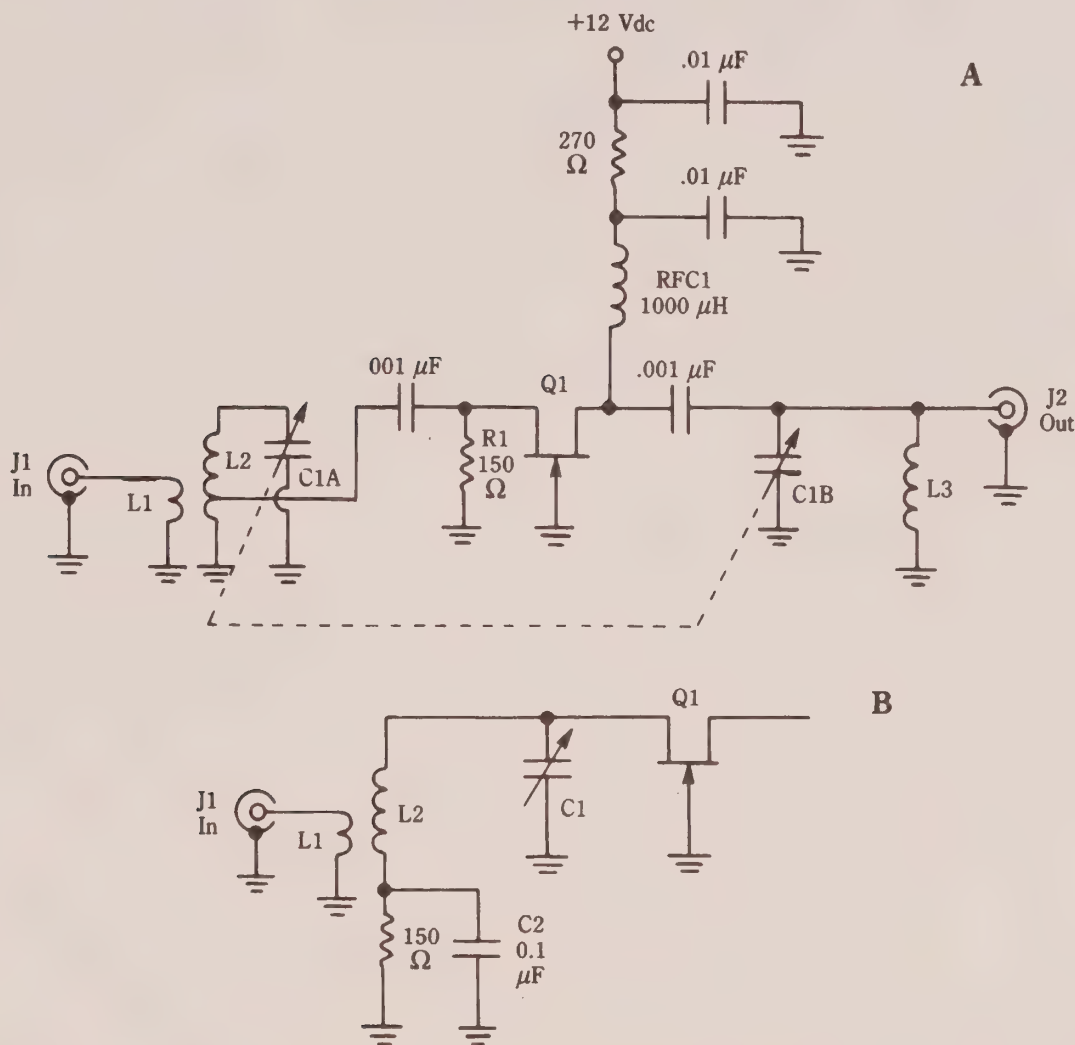 +12 Vdc
.01 μF
A
270
Ω
.01 μF
RFC1
1000 μH
001 μF
Q1
.001 μF
J2
Out
J1
In
L1
L2
C1A
R1
150
Ω
C1B
L3
B
Q1
J1
In
L1
L2
C1
150
Ω
C2
0.1
μF